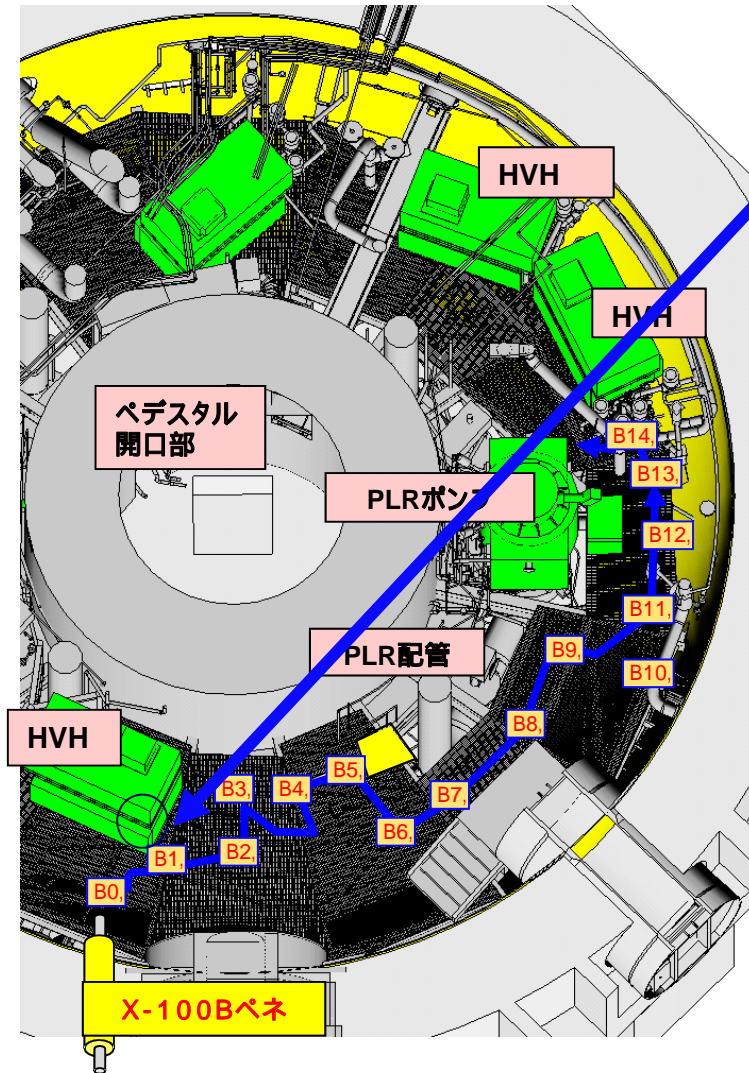 HVH
HVH
ペデスタル
開口部
PLRポンプ
PLR配管
HVH
B14,
B13,
B12,
B11,
B10,
B9,
B8,
B7,
B6,
B5,
B4,
B3,
B2,
B1,
B0,
X-100Bペネ